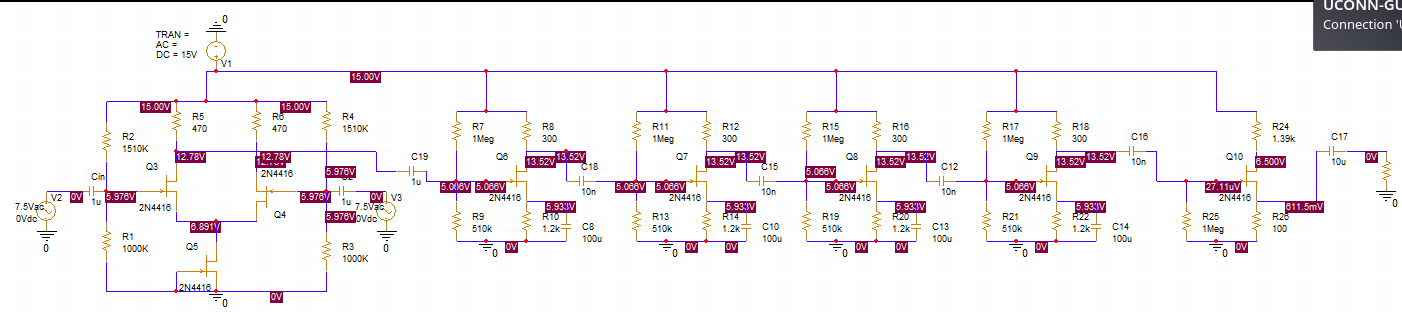 UCONN-GU
Connection 'U
0
TRAN =
AC =
DC = 15V
V1
15.00V
15.00V
15.00V
R5
470
R6
470
R4
1510K
R2
1510K
R7
1Meg
R8
300
R11
1Meg
R12
300
R15
1Meg
R16
300
R17
1Meg
R18
300
R24
1.39k
C16
10n
C17
10u
0V
12.78V
12.78V
Q3
2N4416
2N4416
Q4
5.976V
C19
1u
Q6
2N4416
13.52V
13.52V
C18
10n
Q7
2N4416
13.52V
13.52V
C15
10n
Q8
2N4416
13.52V
13.52V
C12
10n
Q9
2N4416
13.52V
Q10
2N4416
6.500V
Cin
1u
V2
7.5Vac
0Vdc
0V
5.976V
5.976V
1u
0V
V3
7.5Vac
0Vdc
5.976V
5.066V
5.066V
5.066V
5.066V
5.066V
5.066V
5.066V
27.11uV
611.5mV
6.891V
5.933V
5.933V
5.933V
5.933V
R9
510k
R10
1.2k
C8
100u
R13
510k
R14
1.2k
C10
100u
R19
510k
R20
1.2k
C13
100u
R21
510k
R22
1.2k
C14
100u
R25
1Meg
R26
100
0
R1
1000K
Q5
2N4416
R3
1000K
0
0
0
0V
0V
0
0V
0V
0
0V
0
0V
0
0V
0
0V
0